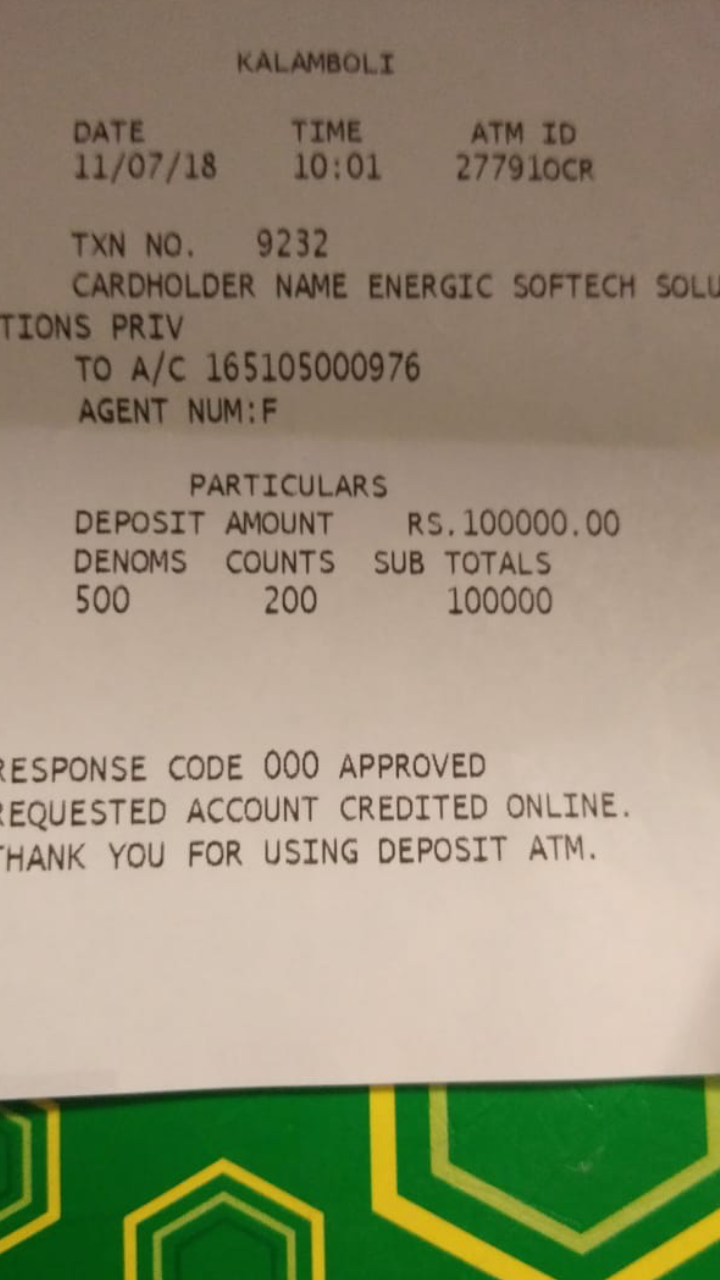 KALAMBOLI
DATE TIME ATM ID
11/07/18 10:01 277910CR
TXN NO. 9232
CARDHOLDER NAME ENERGIC SOFTECH SOLU
TIONS PRIV
TO A/C 165105000976
AGENT NUM:F
PARTICULARS
DEPOSIT AMOUNT RS.100000.00
DENOMS COUNTS SUB TOTALS
500 200 100000
RESPONSE CODE 000 APPROVED
REQUESTED ACCOUNT CREDITED ONLINE.
THANK YOU FOR USING DEPOSIT ATM.